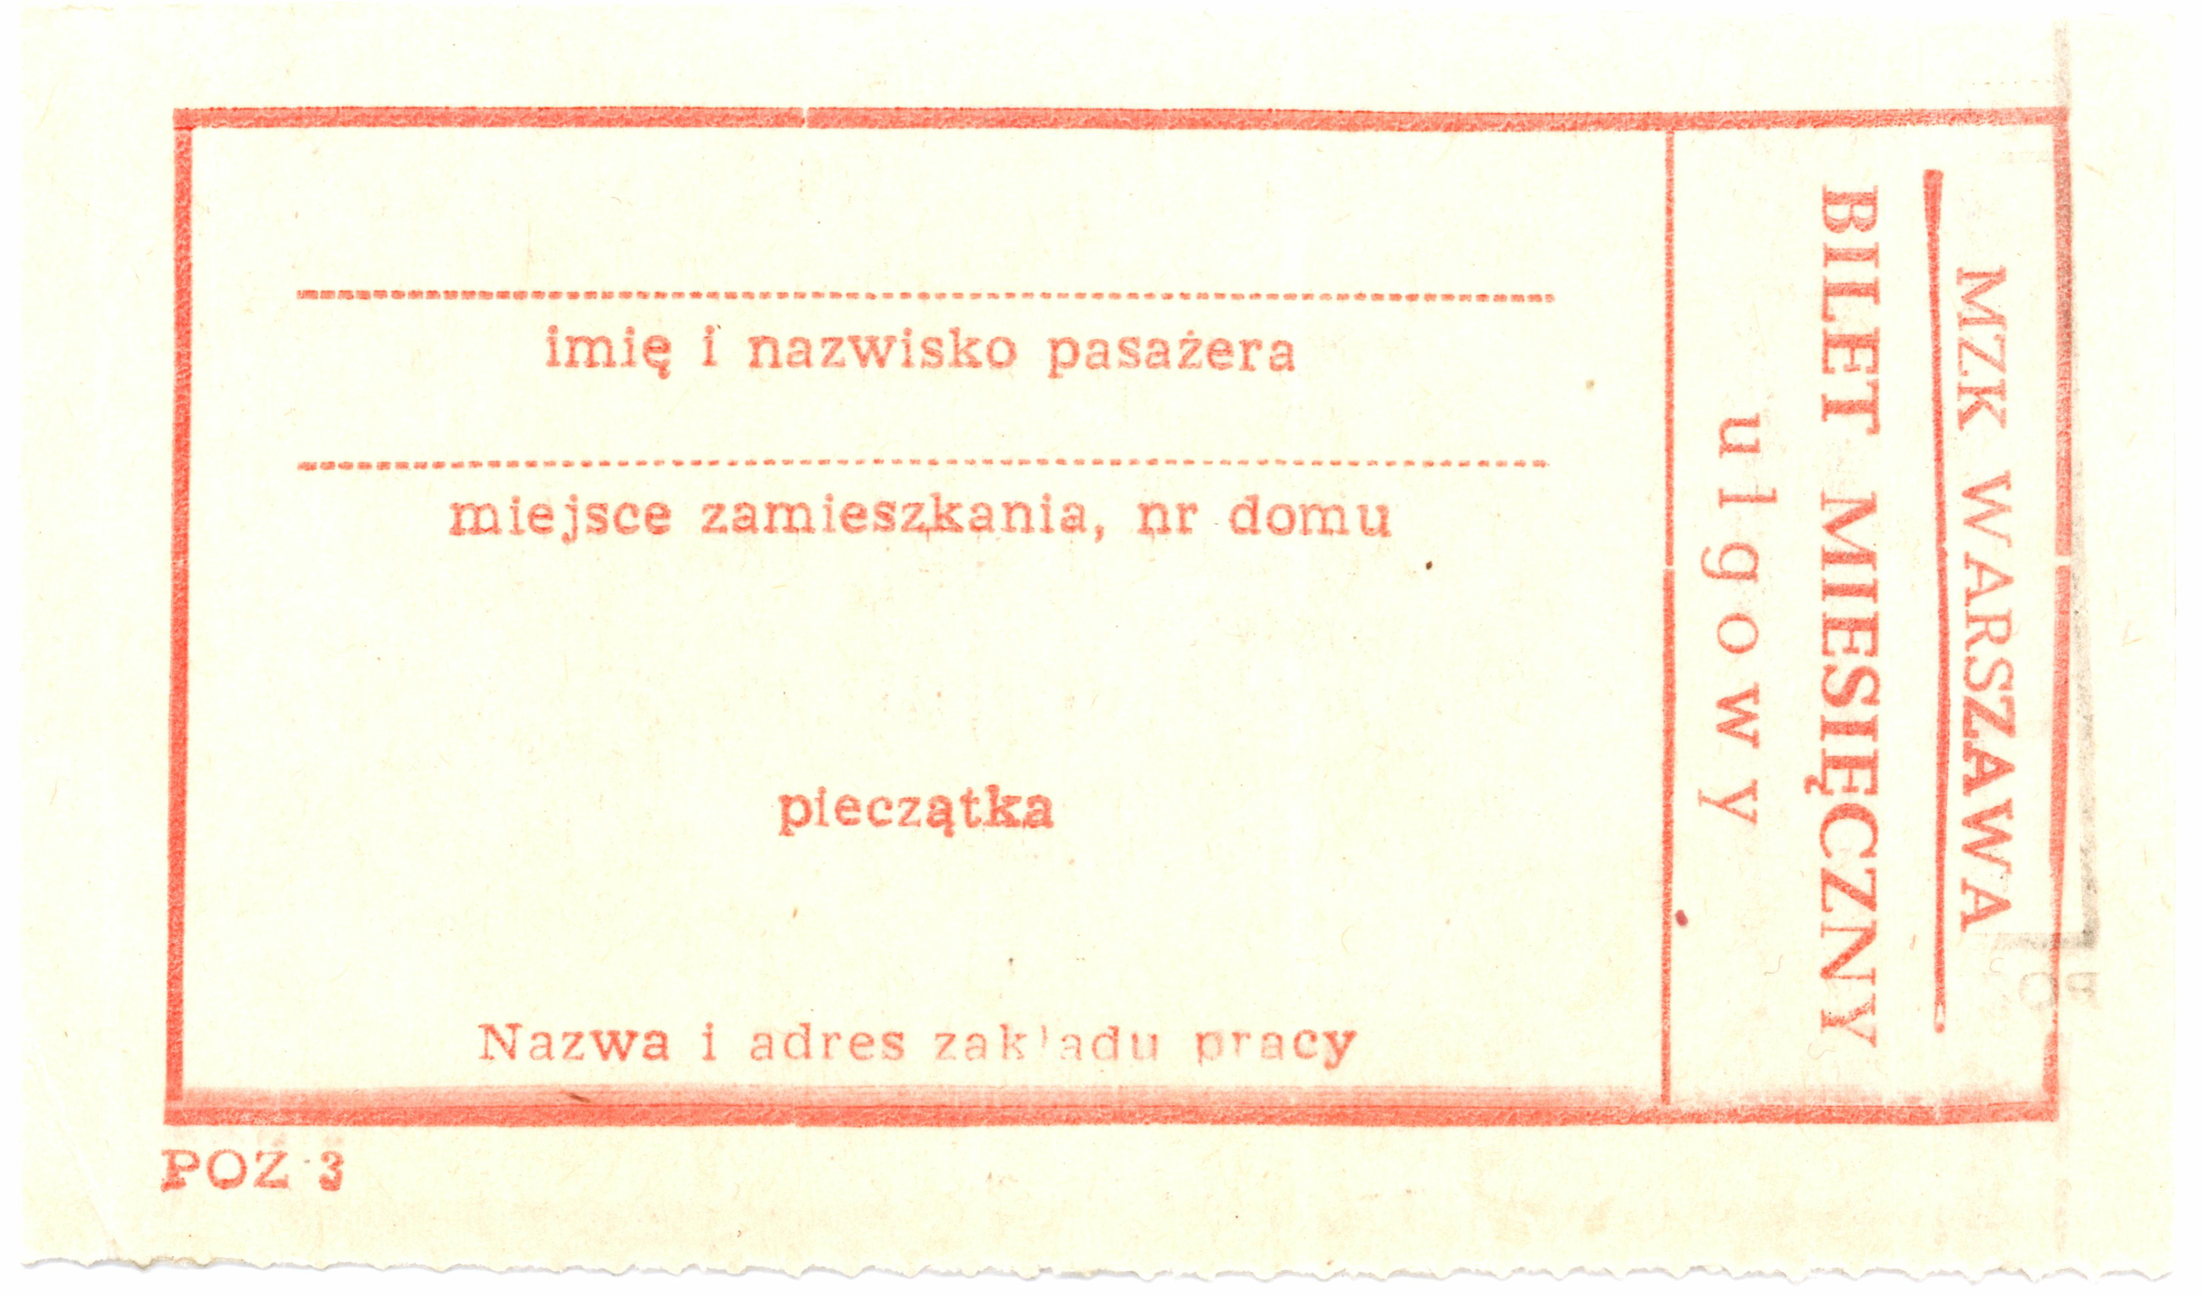 imię i nazwisko pasażera
miejsce zamieszkania, nr domu
pieczątka
Nazwa i adres zakładu pracy
MZK WARSZAWA
BILET MIESIĘCZNY
ulgowy
POZ 3